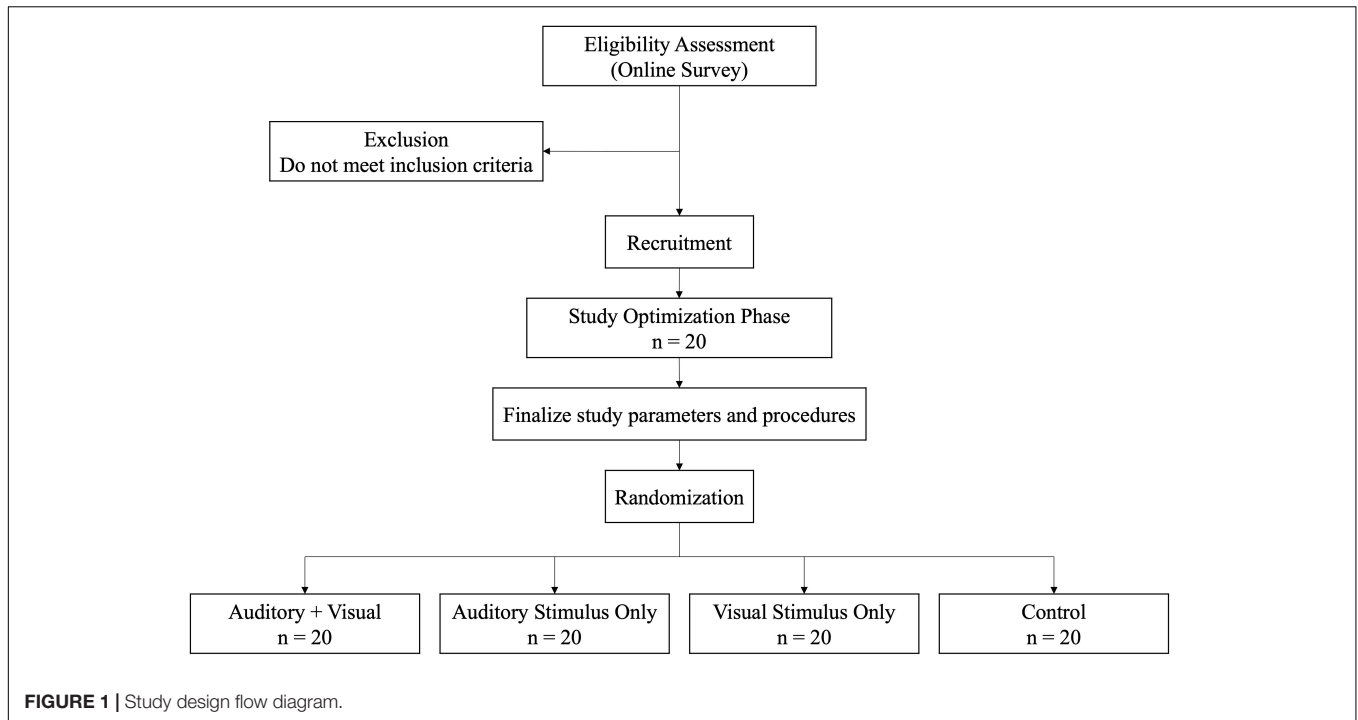 Eligibility Assessment
(Online Survey)
Exclusion
Do not meet inclusion criteria
Recruitment
Study Optimization Phase
n = 20
Finalize study parameters and procedures
Randomization
Auditory + Visual
n = 20
Auditory Stimulus Only
n = 20
Visual Stimulus Only
n = 20
Control
n = 20
FIGURE 1 | Study design flow diagram.